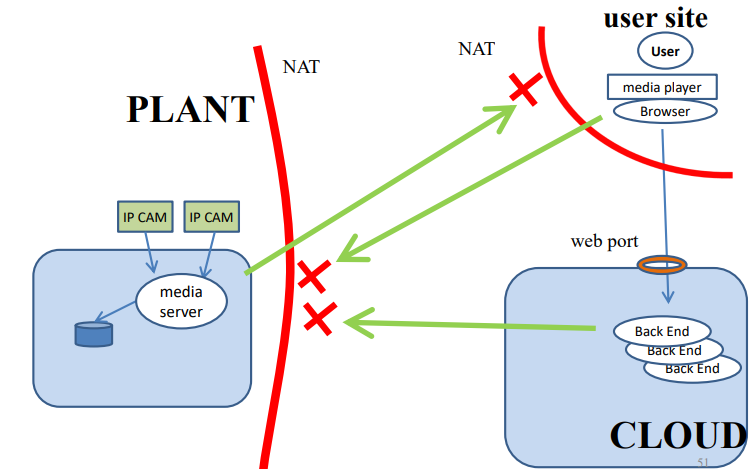 user site
NAT
NAT
User
PLANT
media player
Browser
IP CAM
IP CAM
web port
media
server
Back End
Back End
Back End
CLOUD
51